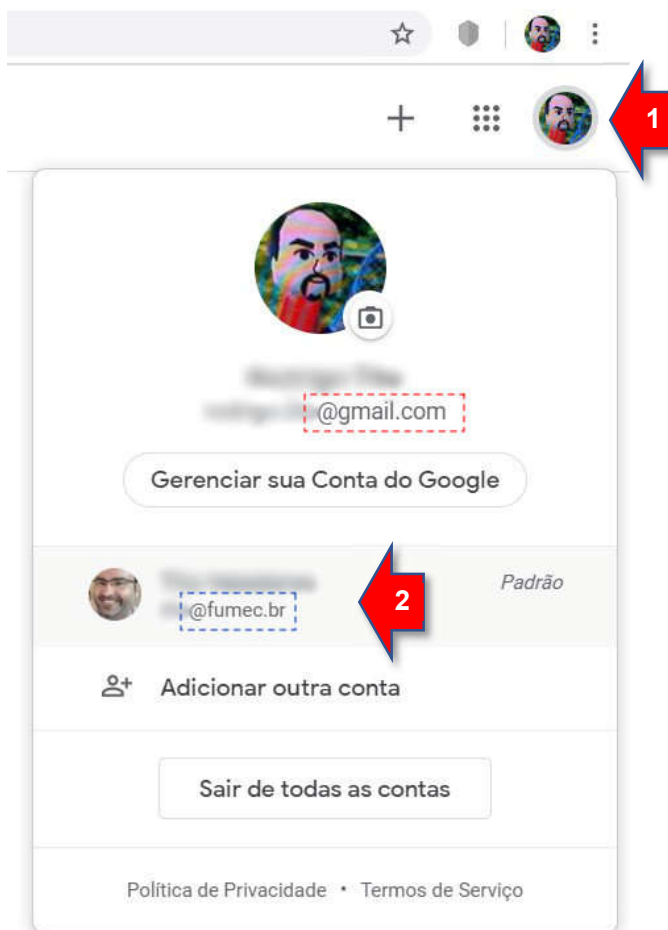 1
@gmail.com
Gerenciar sua Conta do Google
Padrão
@fumec.br
2
Adicionar outra conta
Sair de todas as contas
Política de Privacidade • Termos de Serviço